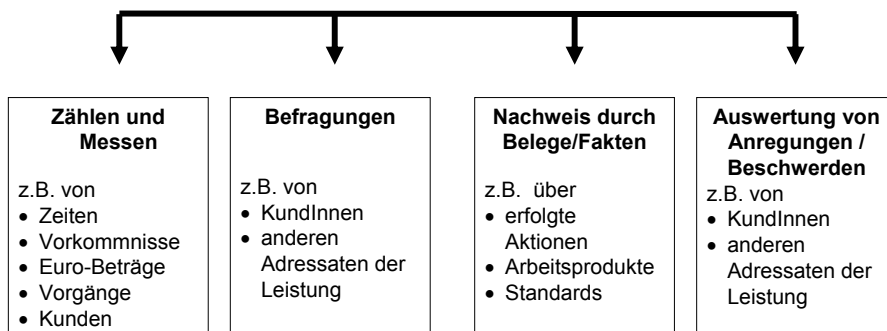 Zählen und
Messen
z.B. von
• Zeiten
• Vorkommnisse
• Euro-Beträge
• Vorgänge
• Kunden
Befragungen
z.B. von
• KundInnen
• anderen
Adressaten der
Leistung
Nachweis durch
Belege/Fakten
z.B. über
• erfolgte
Aktionen
• Arbeitsprodukte
• Standards
Auswertung von
Anregungen /
Beschwerden
z.B. von
• KundInnen
• anderen
Adressaten der
Leistung